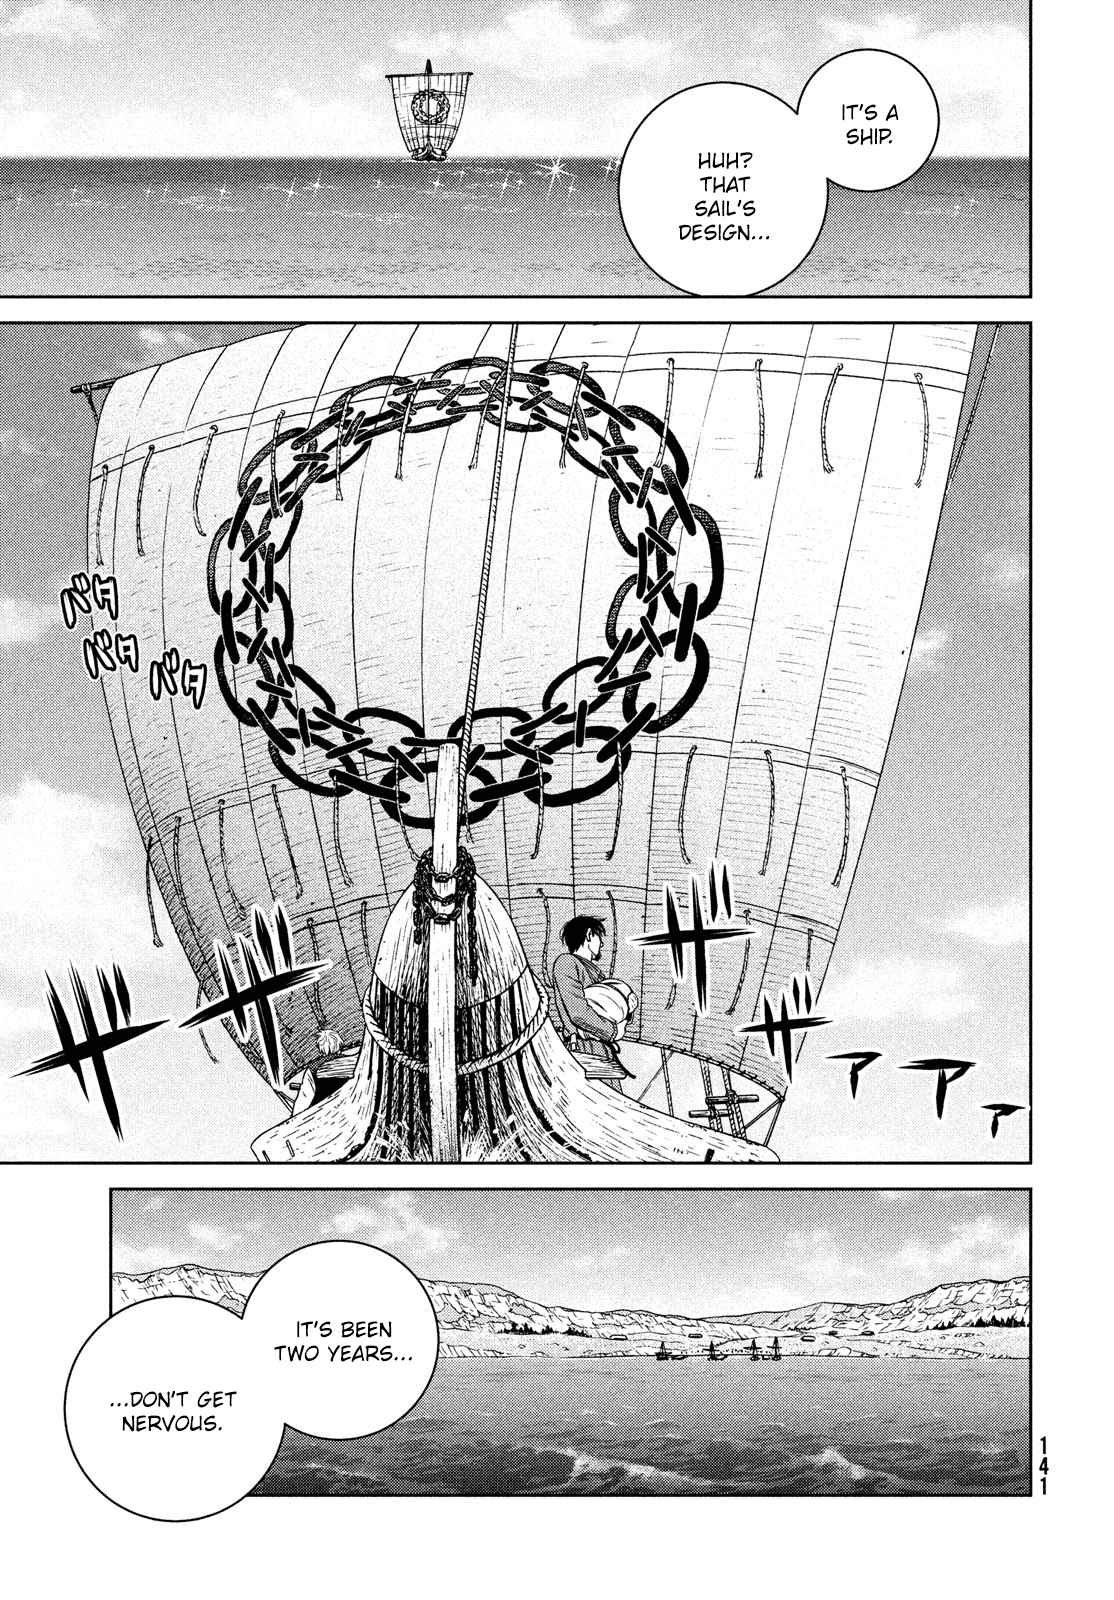 IT'S A
SHIP.
HUH?
THAT
SAIL'S
DESIGN...
バタ
バタ
バタ
ザザザザァァァ
IT'S BEEN
TWO YEARS...
...DON'T GET
NERVOUS.
141